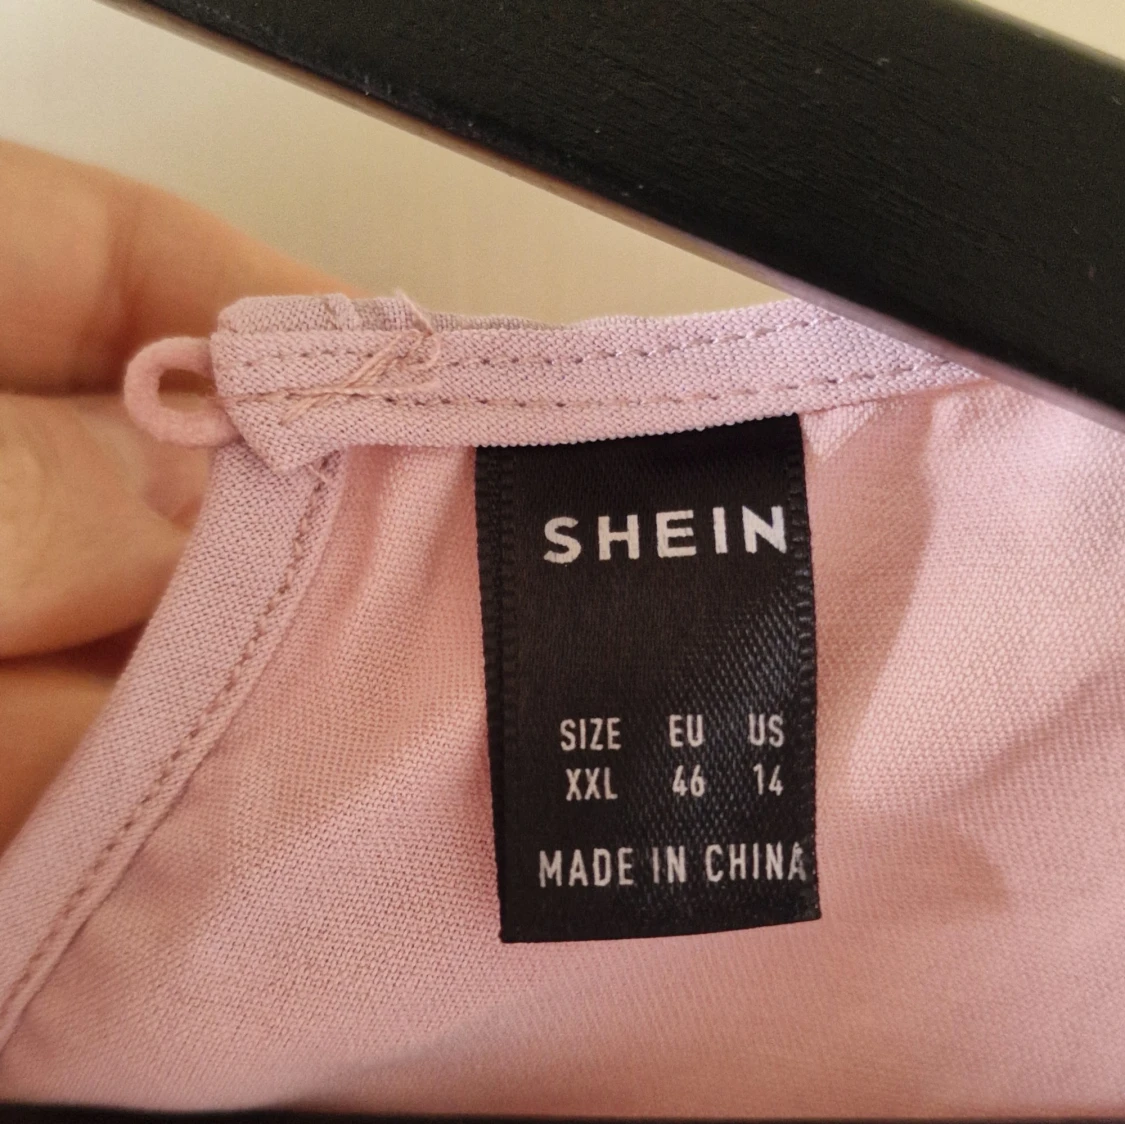 SHEIN
SIZE EU US
XXL 46 14
MADE IN CHINA